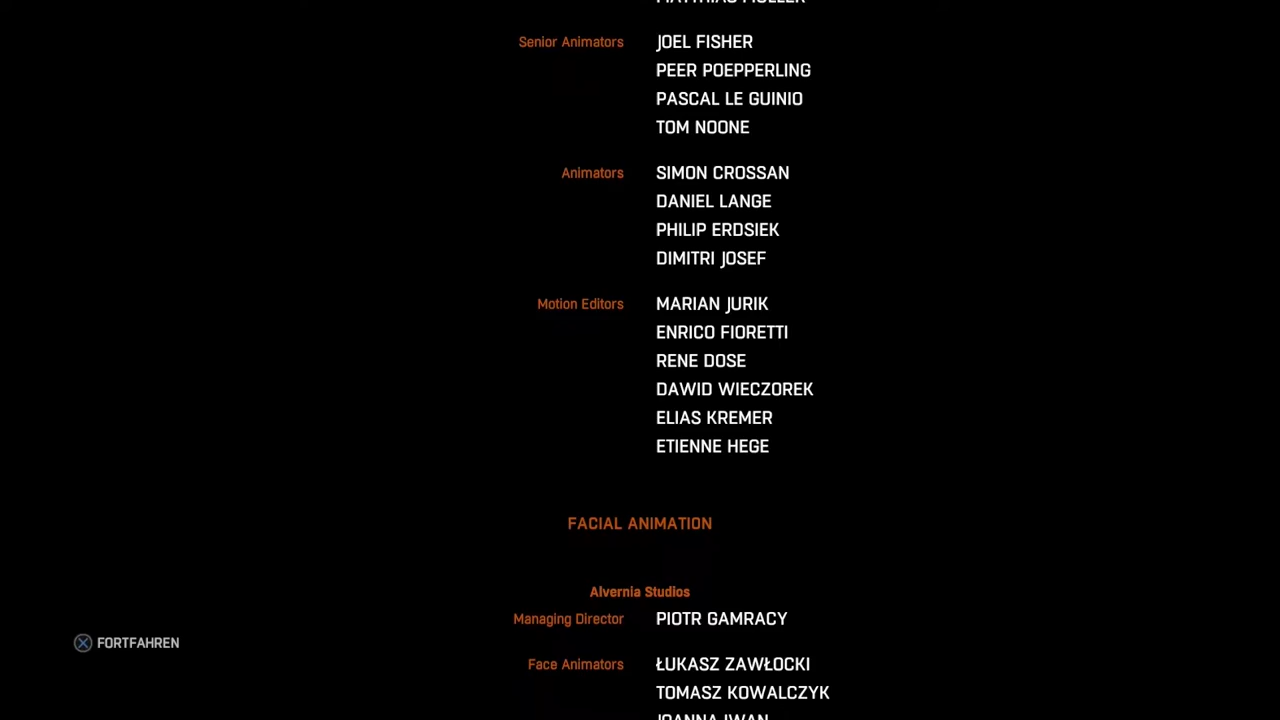 Senior Animators JOEL FISHER
PEER POEPPERLING
PASCAL LE GUINIO
TOM NOONE
Animators SIMON CROSSAN
DANIEL LANGE
PHILIP ERDSIEK
DIMITRI JOSEF
Motion Editors MARIAN JURIK
ENRICO FIORETTI
RENE DOSE
DAWID WIECZOREK
ELIAS KREMER
ETIENNE HEGE
FACIAL ANIMATION
Alvernia Studios
Managing Director PIOTR GAMRACY
FORTFAHREN
Face Animators ŁUKASZ ZAWŁOCKI
TOMASZ KOWALCZYK
JOANNA IWAN